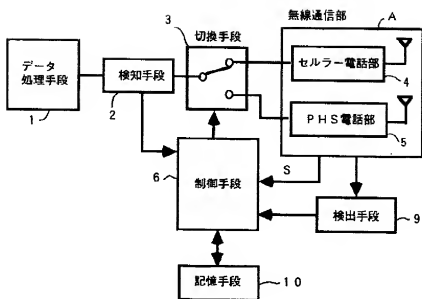 無線通信部
A
3
切換手段
データ
処理手段
1
検知手段
2
セルラー電話部
4
PHS電話部
5
制御手段
6
S
検出手段
9
記憶手段
10